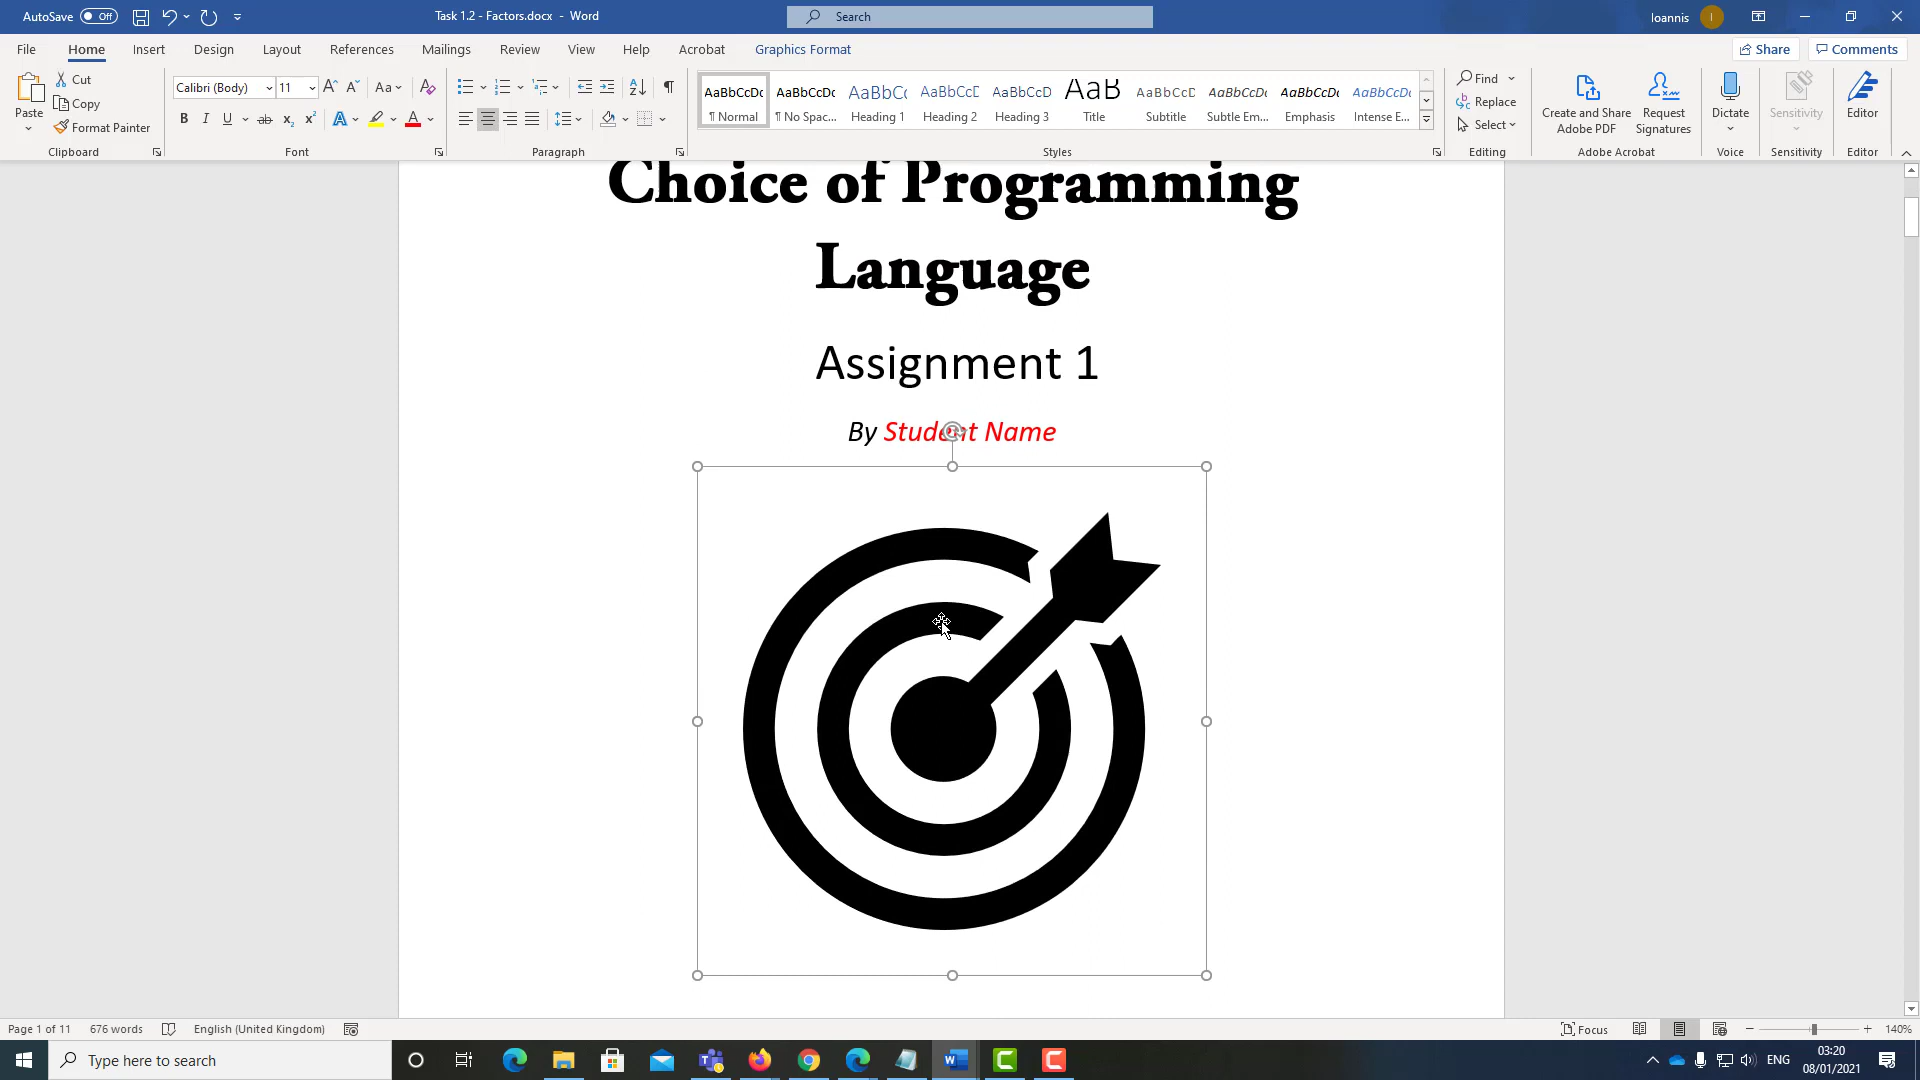 AutoSave Off Task 1.2 - Factors.docx - Word Search Ioannis I
File Home Insert Design Layout References Mailings Review View Help Acrobat Graphics Format Share Comments
Paste Cut Copy Format Painter
Calibri (Body) 11
AaBbCcDc ¶ Normal
AaBbCcDc ¶ No Spac...
AaBbCc Heading 1
AaBbCcD Heading 2
AaBbCcD Heading 3
AaB Title
AaBbCcD Subtitle
AaBbCcDc Subtle Em...
AaBbCcDc Emphasis
AaBbCcDc Intense E...
Find
Replace
Select
Create and Share Adobe PDF
Request Signatures
Dictate
Sensitivity
Editor
Clipboard Font Paragraph Styles Editing Adobe Acrobat Voice Sensitivity Editor
Choice of Programming
Language
Assignment 1
By Student Name
Page 1 of 11 676 words English (United Kingdom) Focus 140%
Type here to search ENG 03:20
08/01/2021